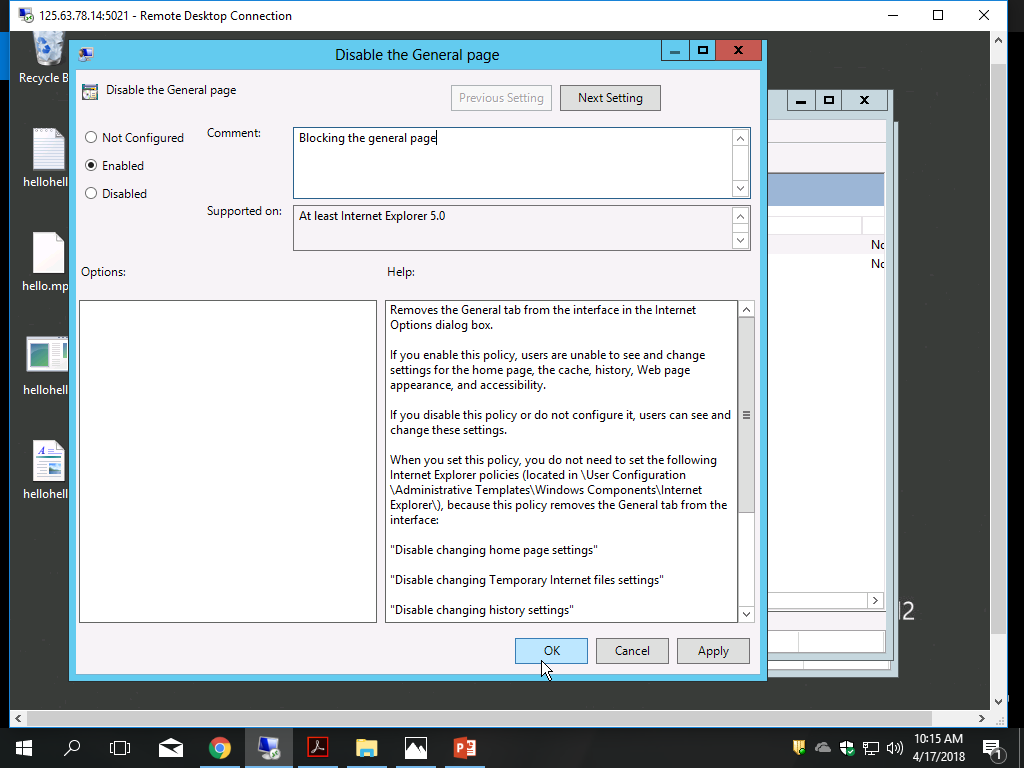 125.63.78.14:5021 - Remote Desktop Connection
Recycle B
hellohell
hello.mp
hellohell
hellohell
Disable the General page
Disable the General page
Previous Setting
Next Setting
Not Configured
Enabled
Disabled
Comment:
Blocking the general page
Supported on:
At least Internet Explorer 5.0
Options:
Help:
Removes the General tab from the interface in the Internet
Options dialog box.
If you enable this policy, users are unable to see and change
settings for the home page, the cache, history, Web page
appearance, and accessibility.
If you disable this policy or do not configure it, users can see and
change these settings.
When you set this policy, you do not need to set the following
Internet Explorer policies (located in \User Configuration
\Administrative Templates\Windows Components\Internet
Explorer\), because this policy removes the General tab from the
interface:
"Disable changing home page settings"
"Disable changing Temporary Internet files settings"
"Disable changing history settings"
OK
Cancel
Apply
No
No
12
10:15 AM
4/17/2018
1